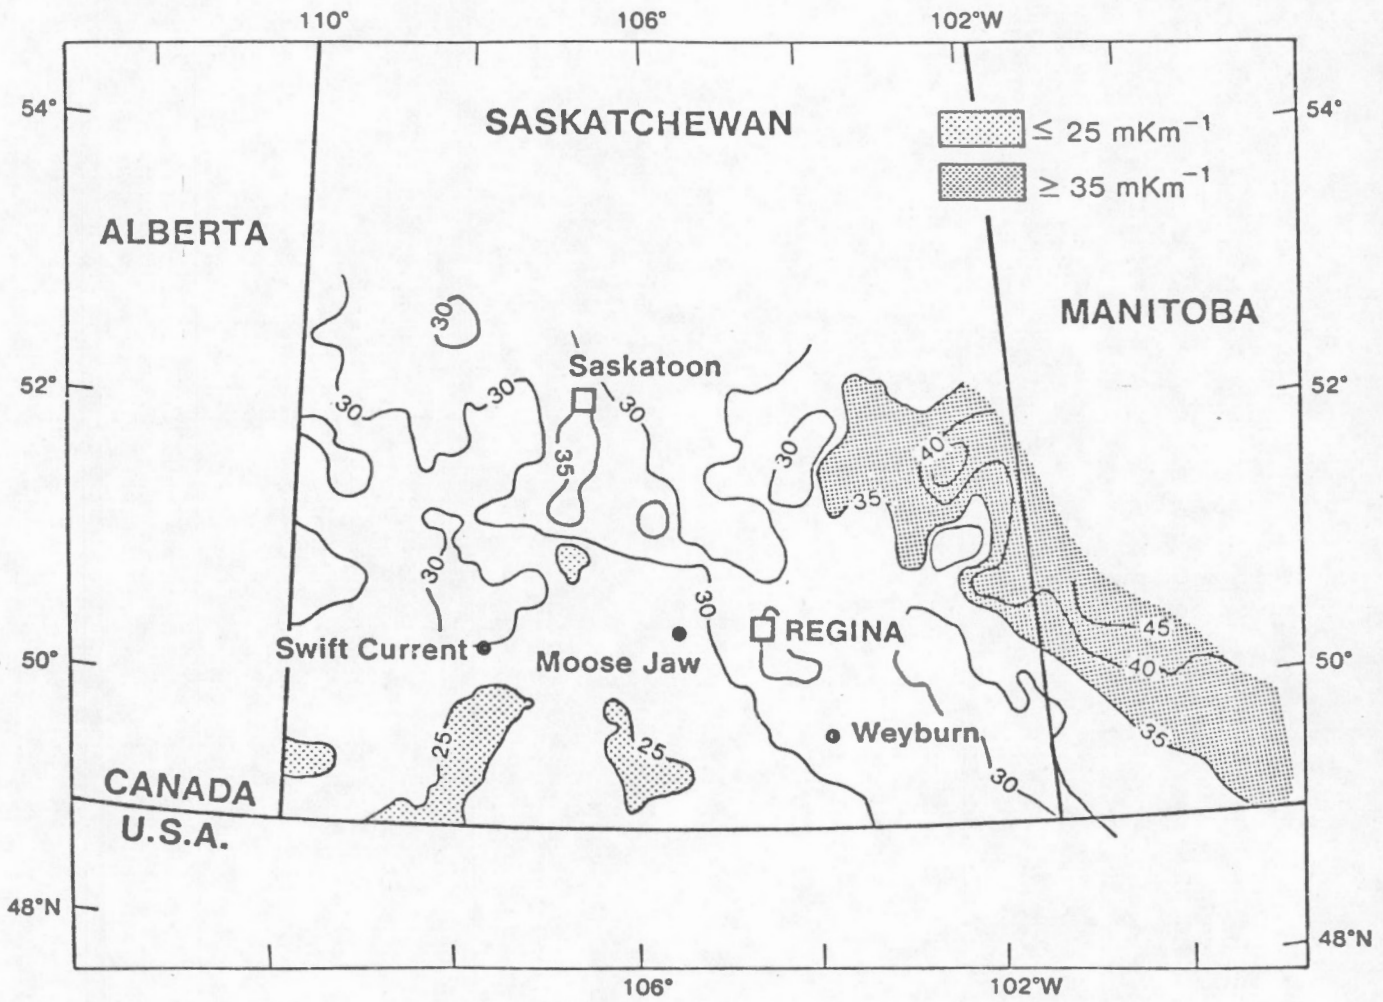 110° 106° 102°W
54° 54°
SASKATCHEWAN
≤ 25 mKm⁻¹
≥ 35 mKm⁻¹
ALBERTA
MANITOBA
30
Saskatoon
52° 52°
30 30 30
40
30
35
35
30
30
45
REGINA
Swift Current
Moose Jaw
50° 40 50°
25 25
Weyburn
35
30
CANADA
U.S.A.
48°N
48°N
106° 102°W